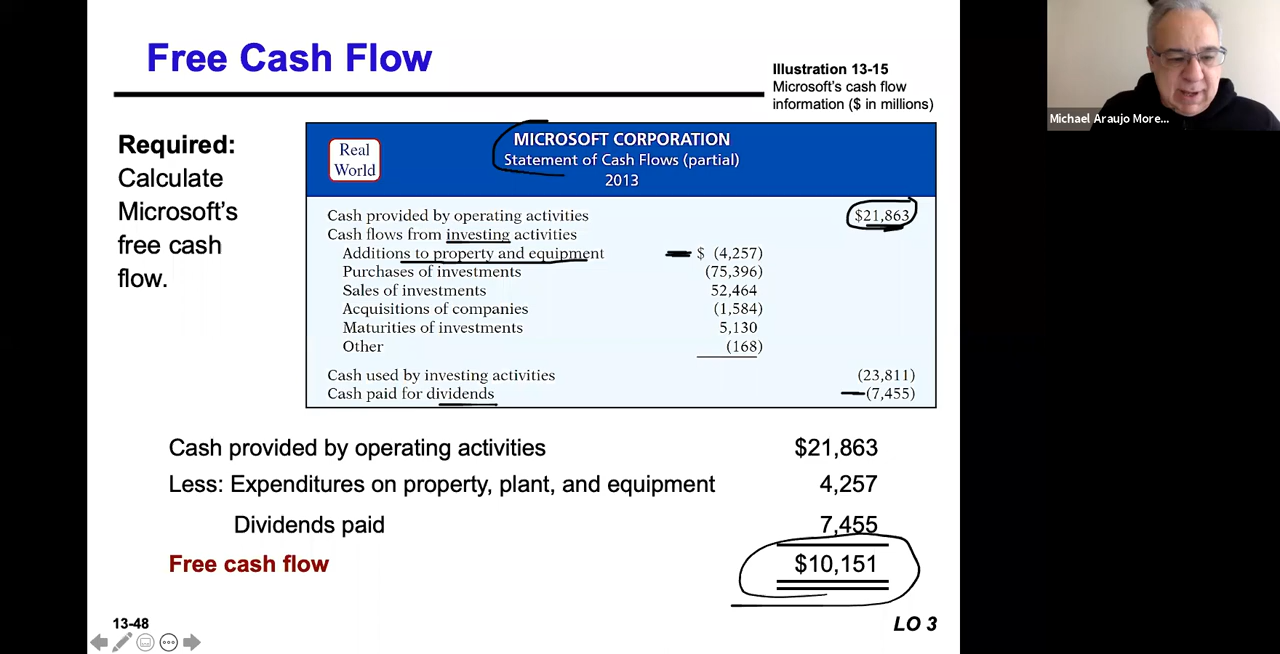 Free Cash Flow
Illustration 13-15
Microsoft's cash flow
information ($ in millions)
Michael Araujo More...
Required:
Calculate
Microsoft's
free cash
flow.
Real
World
MICROSOFT CORPORATION
Statement of Cash Flows (partial)
2013
Cash provided by operating activities $21,863
Cash flows from investing activities
Additions to property and equipment $ (4,257)
Purchases of investments (75,396)
Sales of investments 52,464
Acquisitions of companies (1,584)
Maturities of investments 5,130
Other (168)
Cash used by investing activities (23,811)
Cash paid for dividends (7,455)
Cash provided by operating activities $21,863
Less: Expenditures on property, plant, and equipment 4,257
Dividends paid 7,455
Free cash flow $10,151
13-48
LO 3